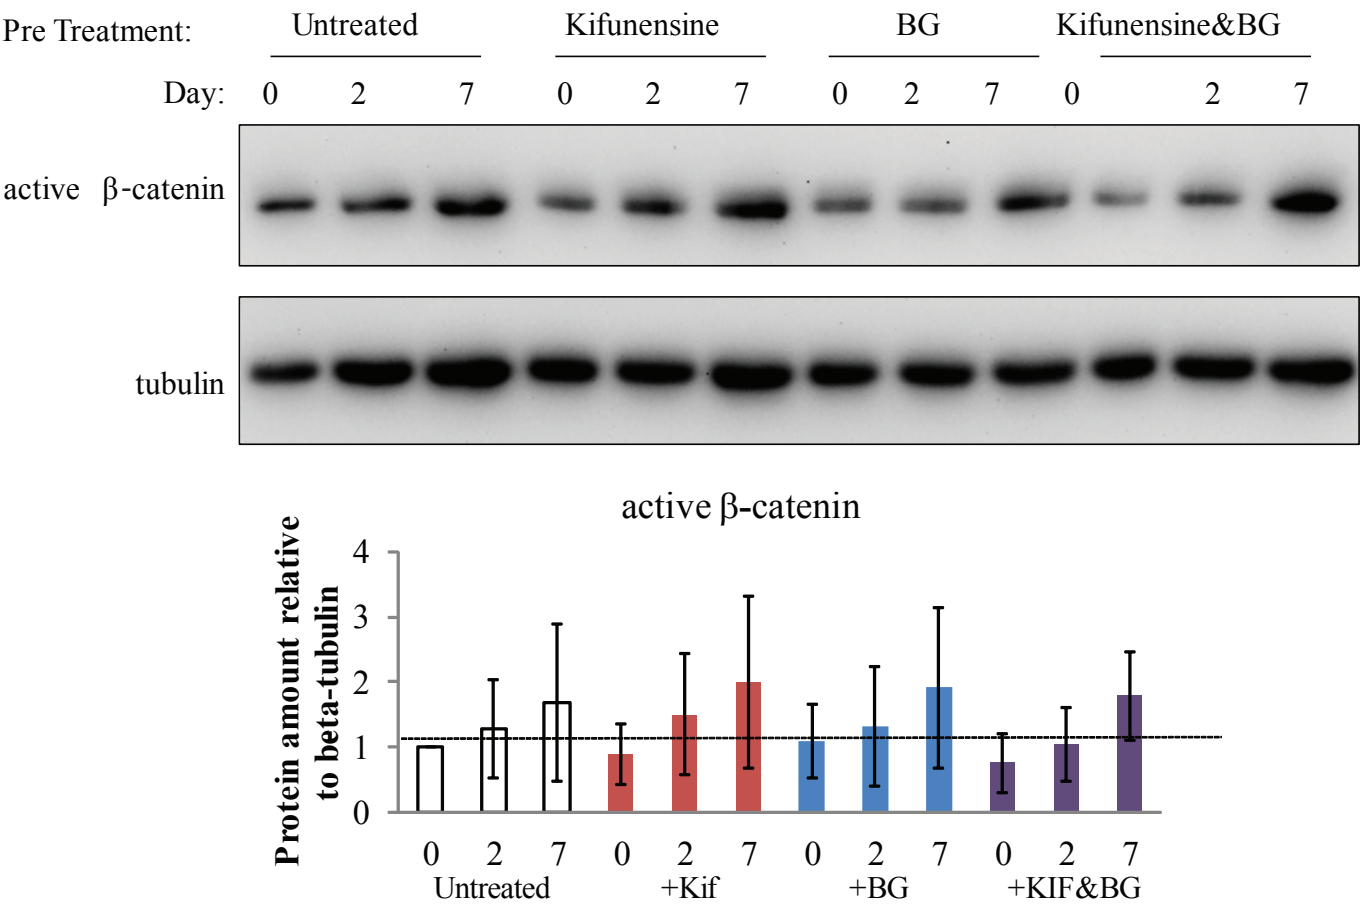 Pre Treatment: Untreated Kifunensine BG Kifunensine&BG
Day: 0 2 7 0 2 7 0 2 7 0 2 7
active β-catenin
tubulin
active β-catenin
Protein amount relative
to beta-tubulin
4
3
2
1
0
0 2 7 0 2 7 0 2 7 0 2 7
Untreated +Kif +BG +KIF&BG